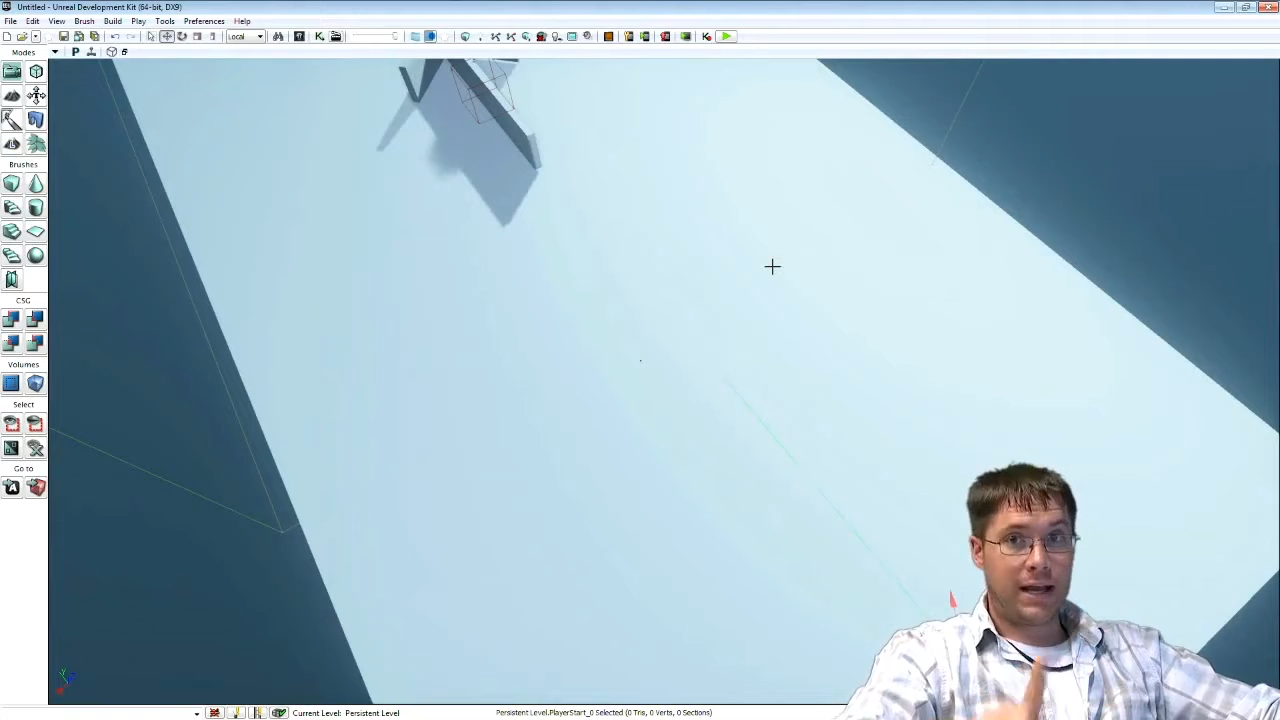 Untitled - Unreal Development Kit (64-bit, DX9)
File Edit View Brush Build Play Tools Preferences Help
Local
Modes
P
Brushes
CSG
Volumes
Select
Go to
Current Level: Persistent Level
Persistent Level.PlayerStart_0 Selected (0 Tris, 0 Verts, 0 Sections)